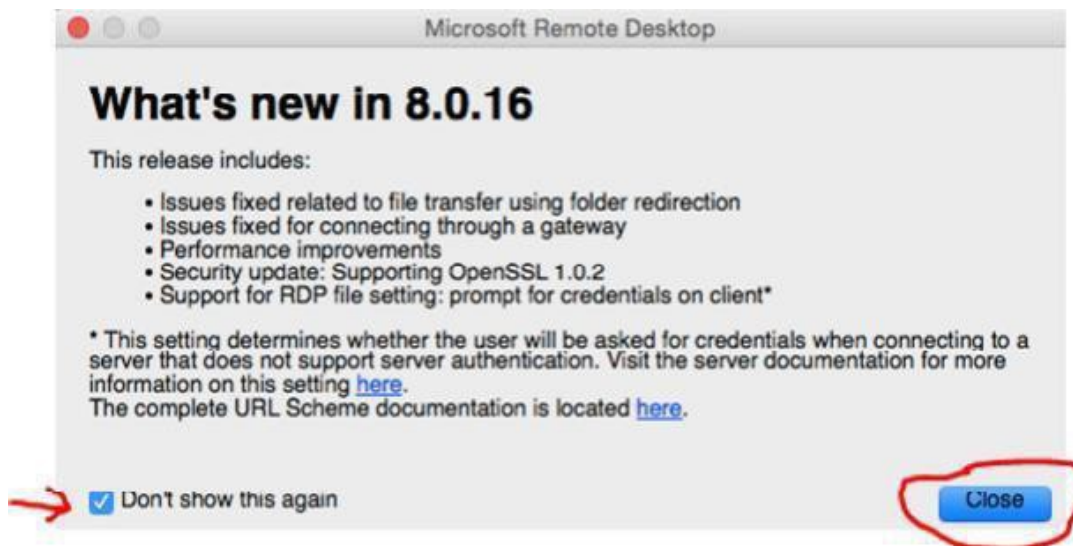 Microsoft Remote Desktop
What's new in 8.0.16
This release includes:
• Issues fixed related to file transfer using folder redirection
• Issues fixed for connecting through a gateway
• Performance improvements
• Security update: Supporting OpenSSL 1.0.2
• Support for RDP file setting: prompt for credentials on client*
* This setting determines whether the user will be asked for credentials when connecting to a
server that does not support server authentication. Visit the server documentation for more
information on this setting here.
The complete URL Scheme documentation is located here.
Don't show this again
Close